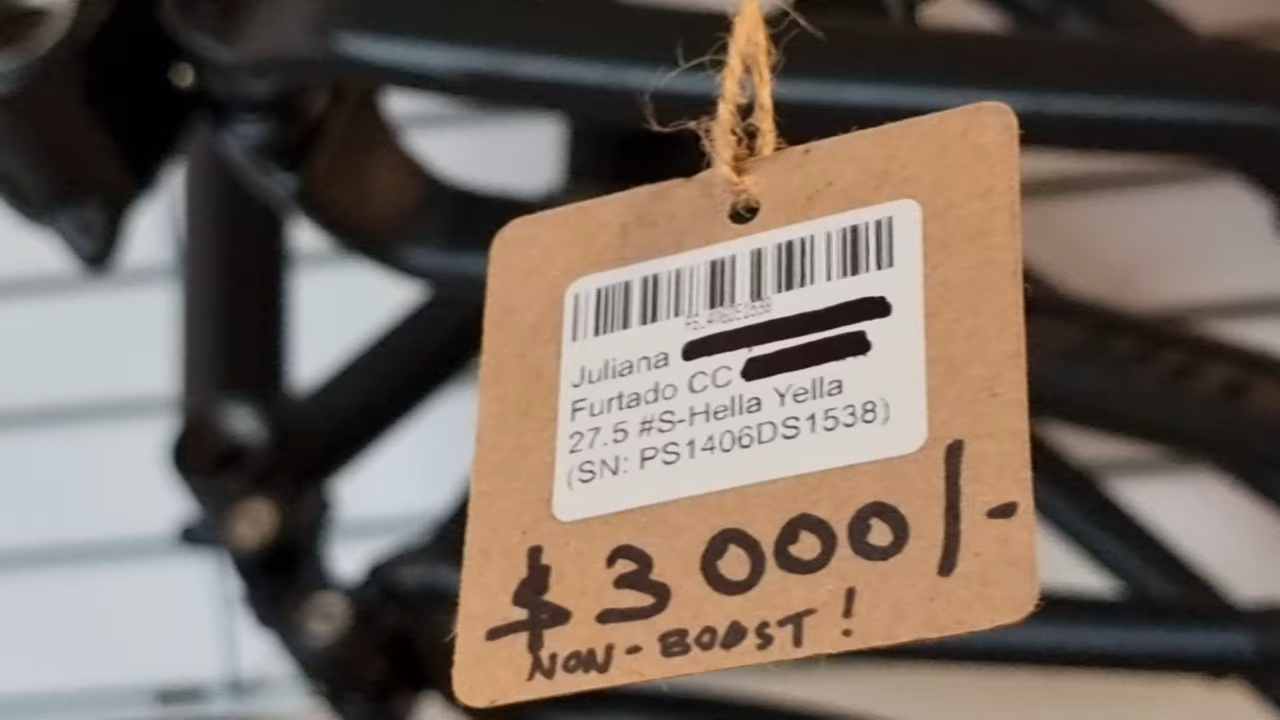 Juliana
Furtado CC
27.5 #S-Hella Yella
(SN: PS1406DS1538)
$3000/-
NON-BOOST!